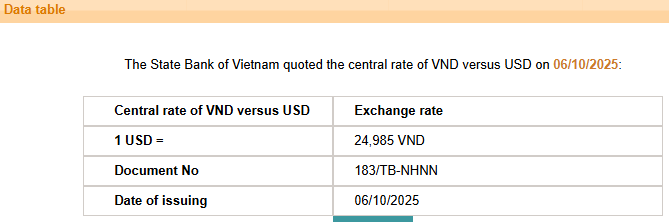 Data table
The State Bank of Vietnam quoted the central rate of VND versus USD on 06/10/2025:
Central rate of VND versus USD Exchange rate
1 USD = 24,985 VND
Document No 183/TB-NHNN
Date of issuing 06/10/2025